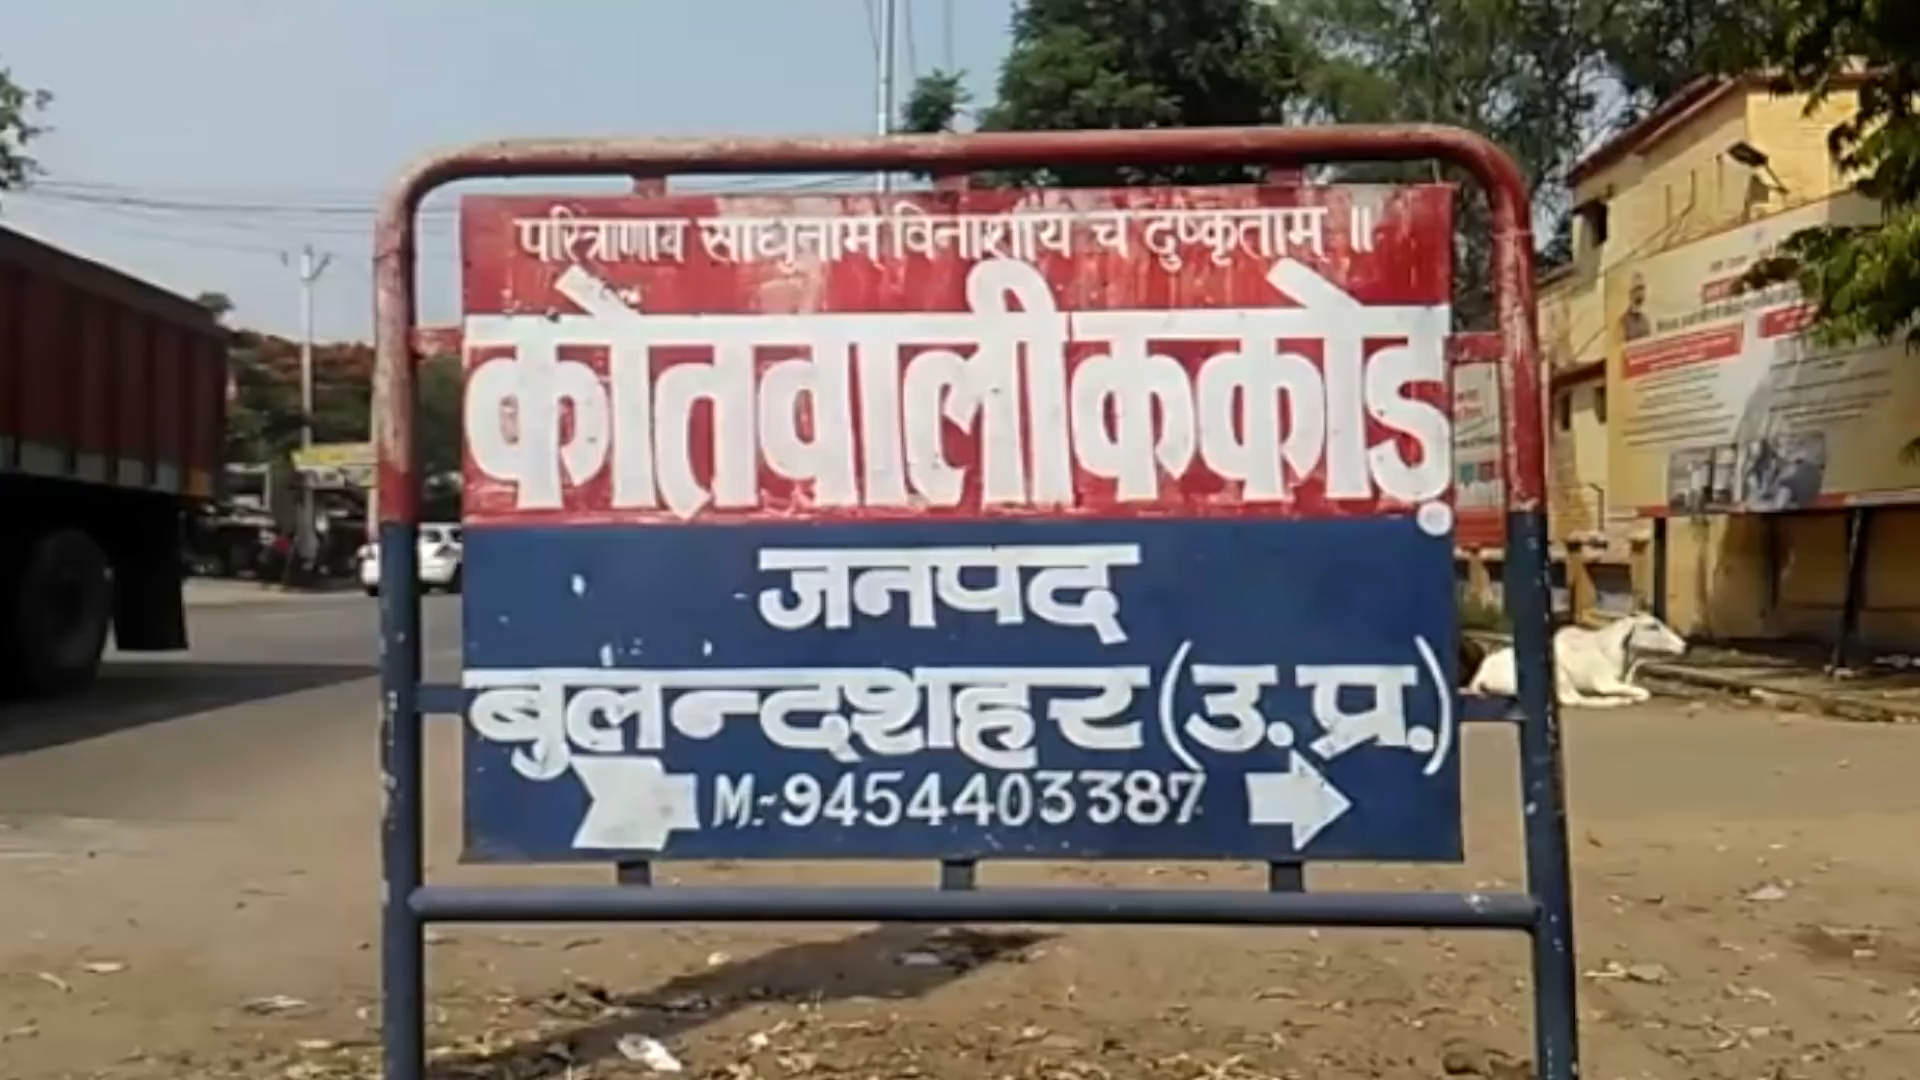 परित्राणाय साधुनाम् विनाशाय च दुष्कृताम् ॥
कोतवाली ककोड़
जनपद
बुलन्दशहर (उ.प्र.)
M:-9454403387